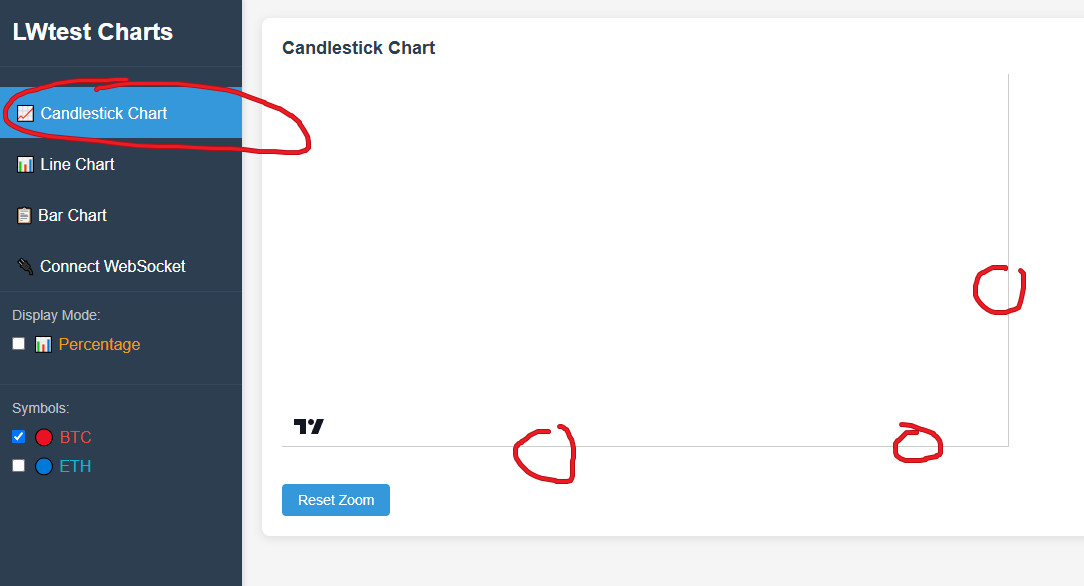 LWtest Charts
Candlestick Chart
Line Chart
Bar Chart
Connect WebSocket
Display Mode:
Percentage
Symbols:
BTC
ETH
Candlestick Chart
Reset Zoom